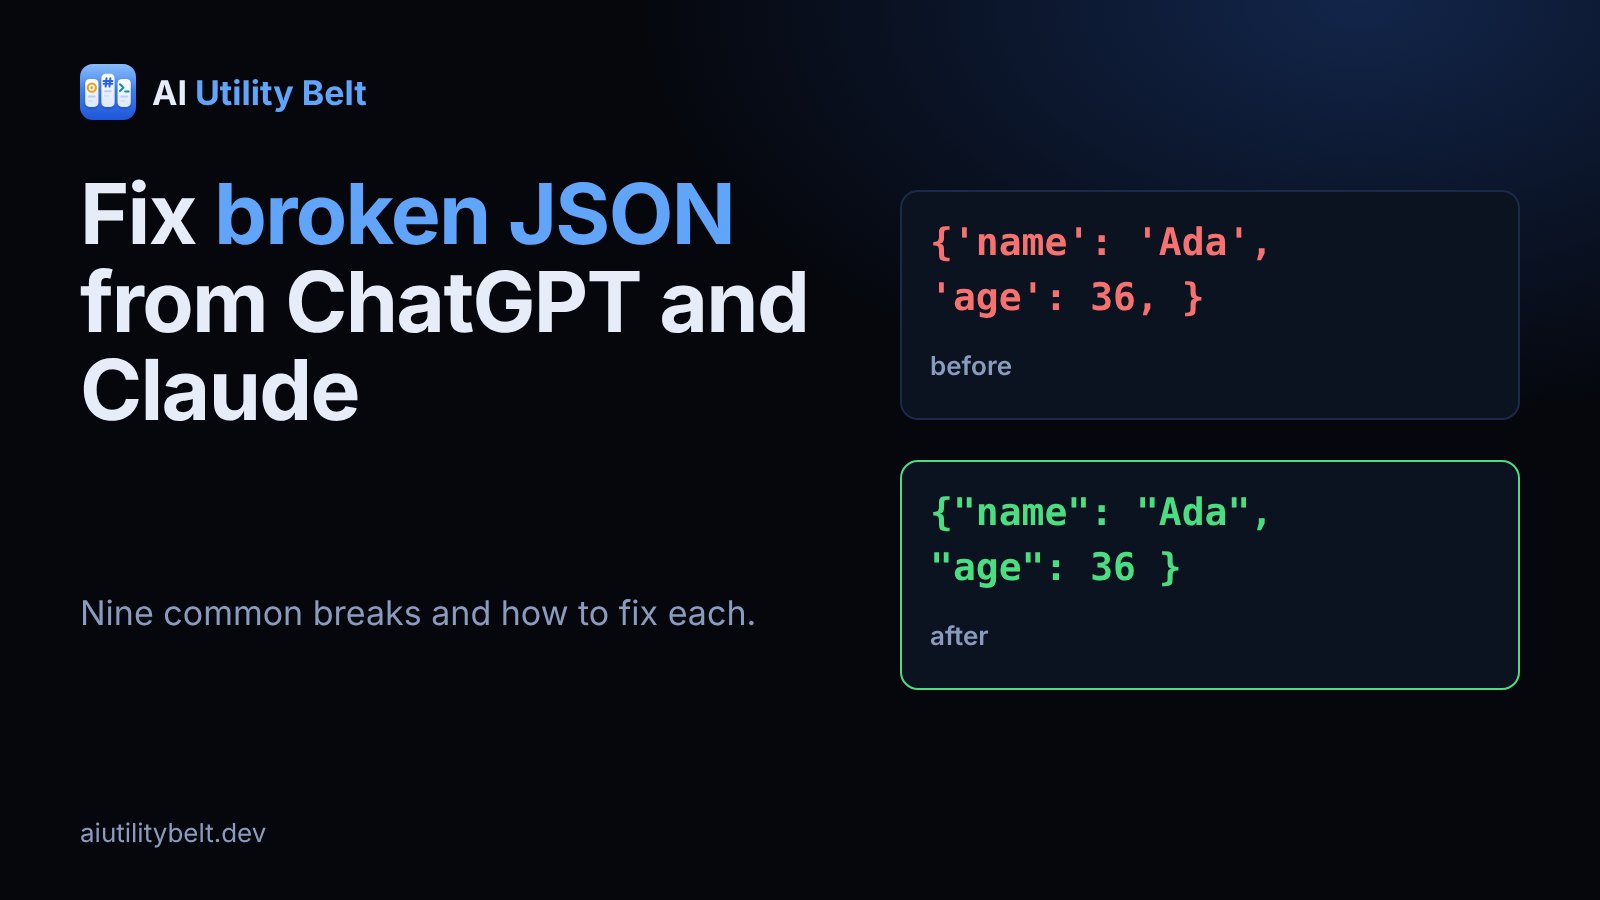 AI Utility Belt
Fix broken JSON
from ChatGPT and
Claude
Nine common breaks and how to fix each.
aiutilitybelt.dev
{'name': 'Ada',
'age': 36, }
before
{"name": "Ada",
"age": 36 }
after